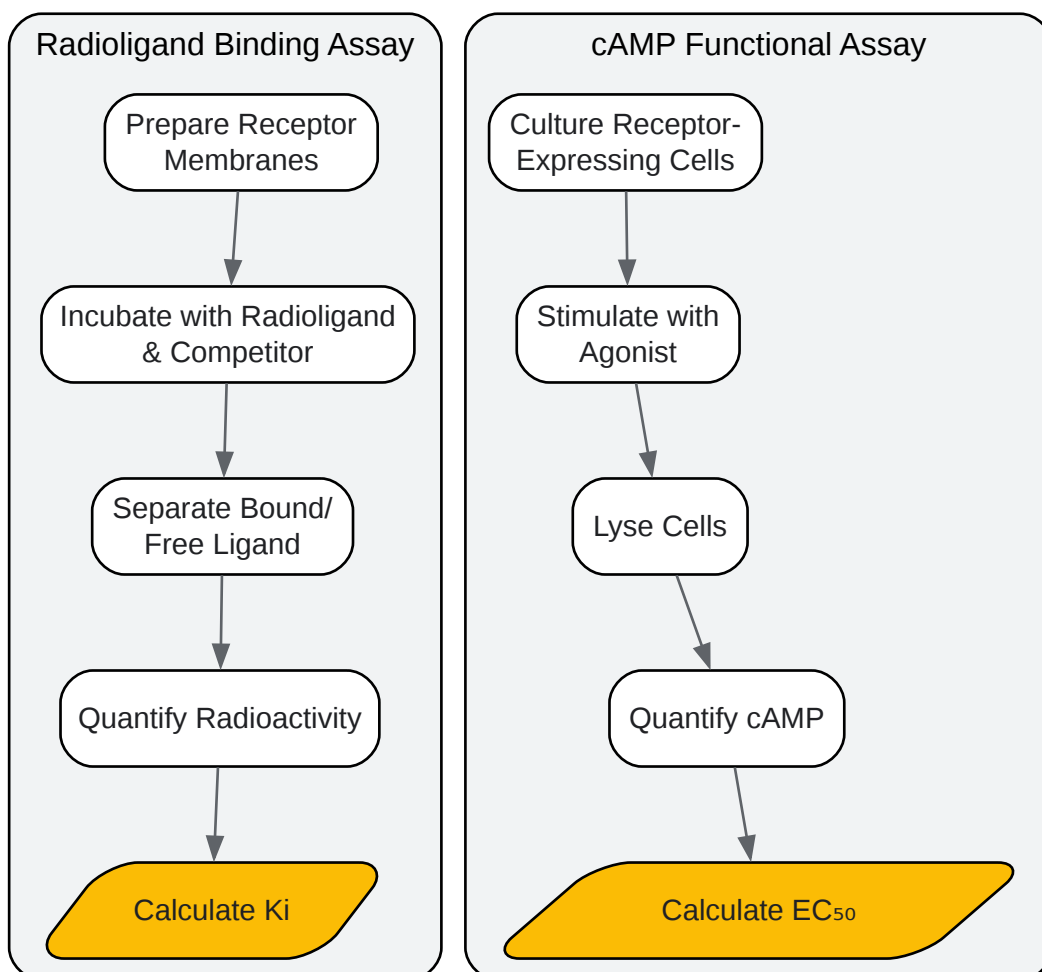 Radioligand Binding Assay
Prepare Receptor
Membranes
Incubate with Radioligand
& Competitor
Separate Bound/
Free Ligand
Quantify Radioactivity
Calculate Ki
cAMP Functional Assay
Culture Receptor-
Expressing Cells
Stimulate with
Agonist
Lyse Cells
Quantify cAMP
Calculate EC₅₀